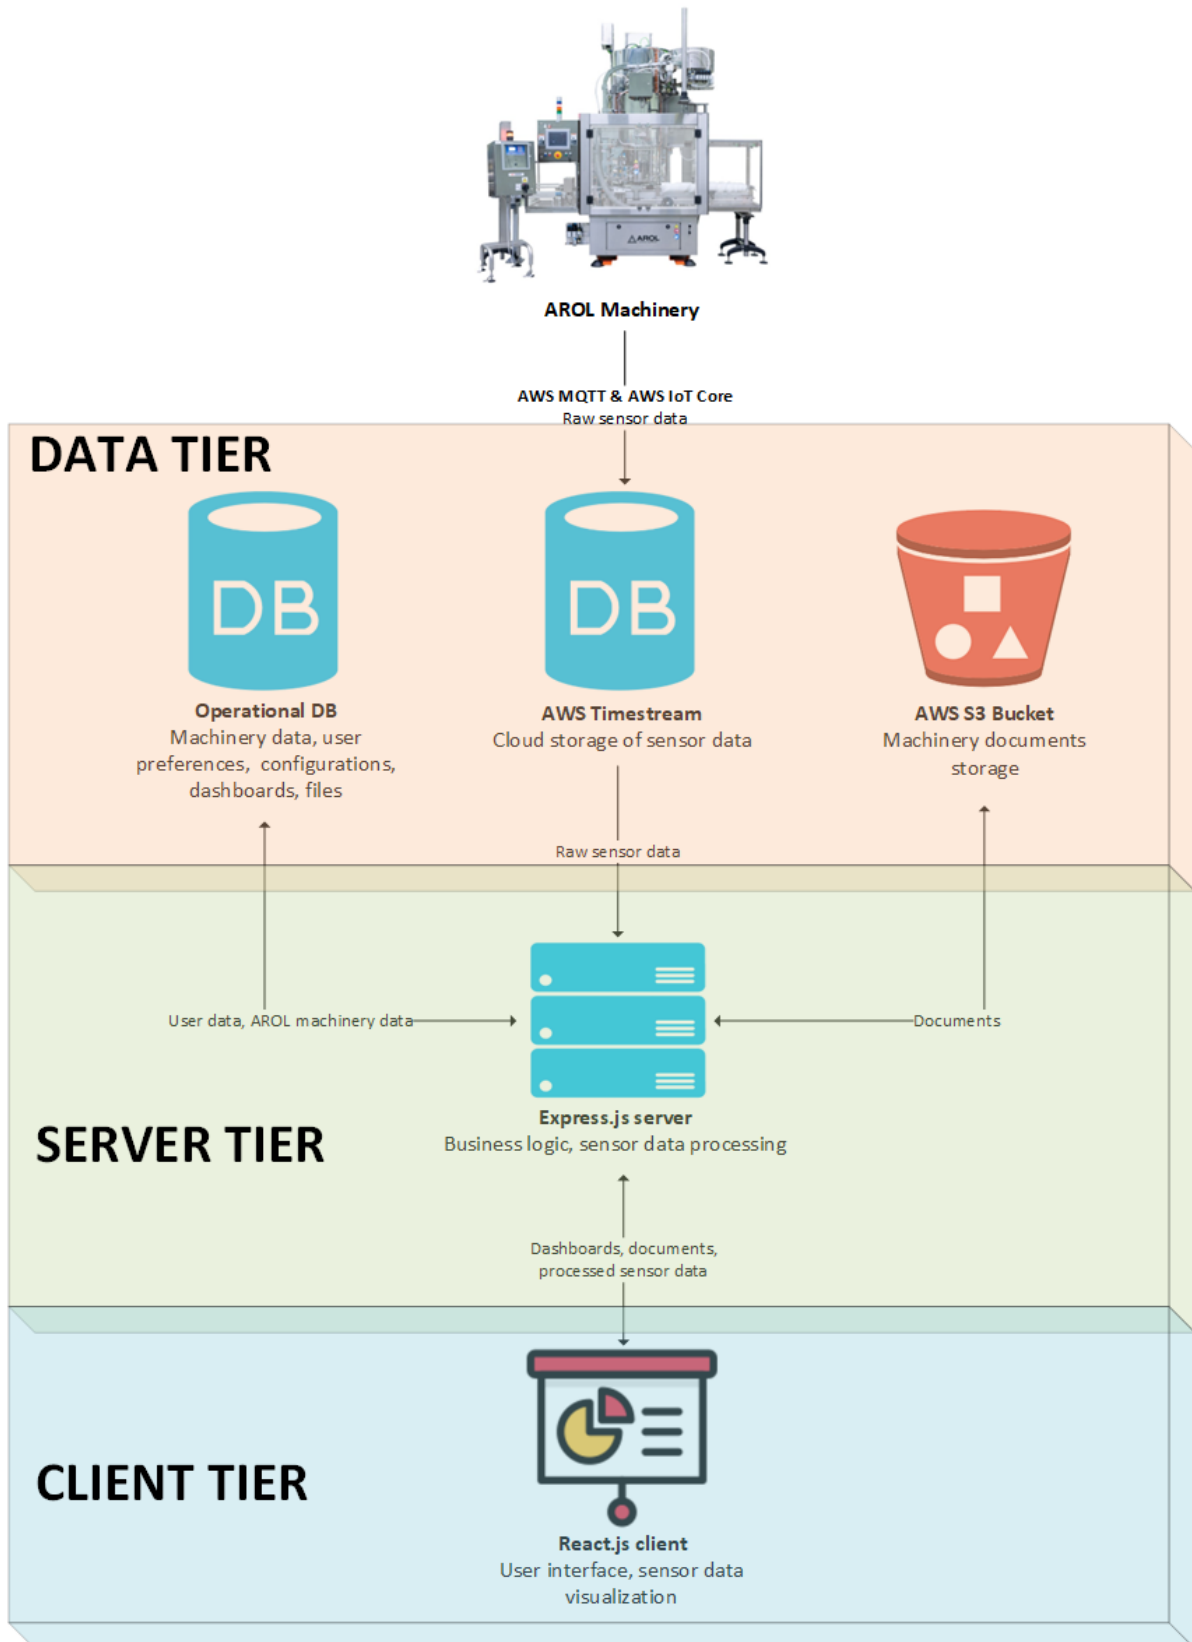 AROL
AROL Machinery
AWS MQTT & AWS IoT Core
Raw sensor data
DATA TIER
DB
DB
Operational DB
Machinery data, user
preferences, configurations,
dashboards, files
AWS Timestream
Cloud storage of sensor data
AWS S3 Bucket
Machinery documents
storage
Raw sensor data
User data, AROL machinery data
Documents
Express.js server
Business logic, sensor data processing
SERVER TIER
Dashboards, documents,
processed sensor data
CLIENT TIER
React.js client
User interface, sensor data
visualization